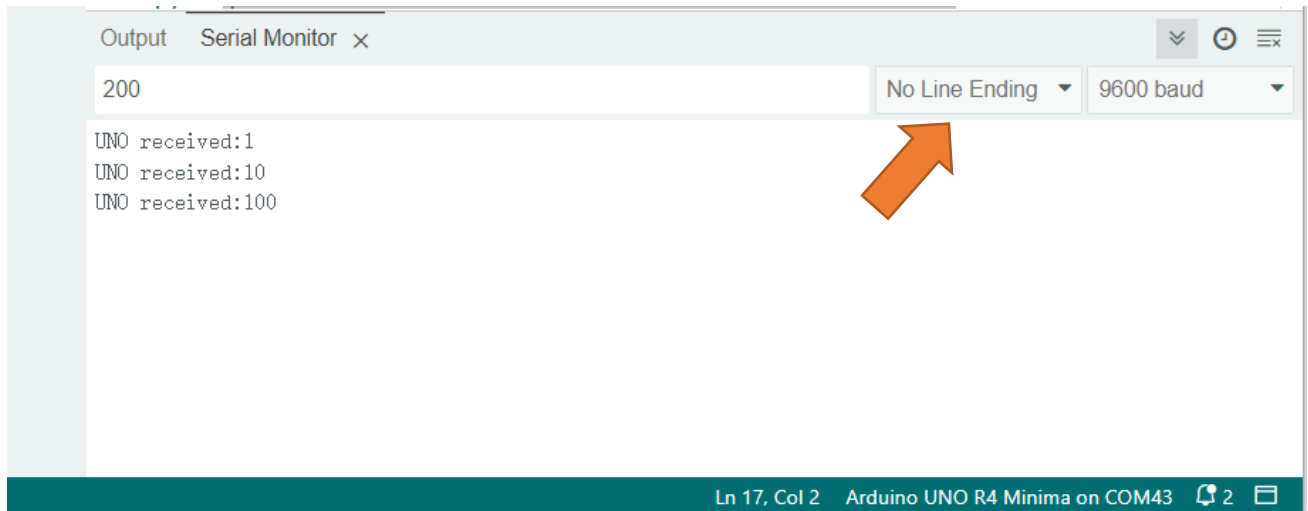 Output Serial Monitor ×
200 No Line Ending 9600 baud
UNO received:1
UNO received:10
UNO received:100
Ln 17, Col 2 Arduino UNO R4 Minima on COM43 2